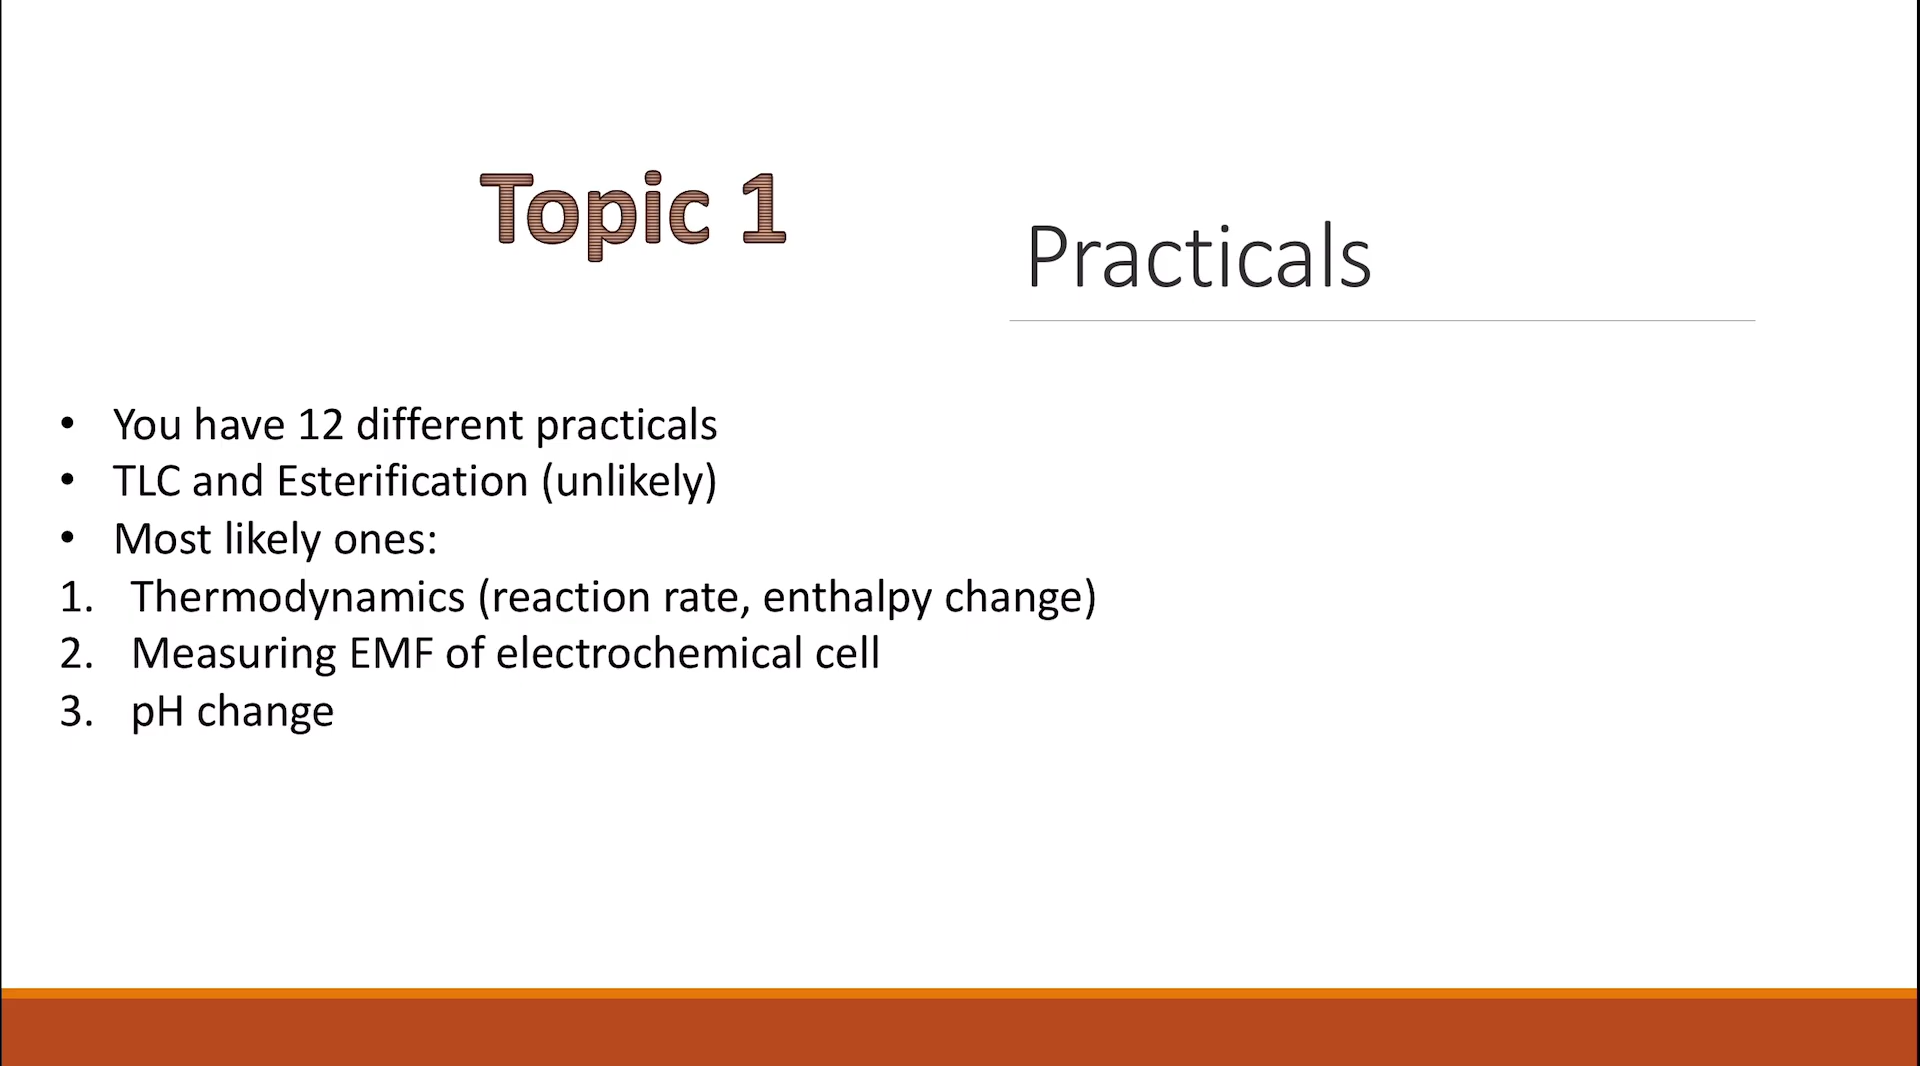 Topic 1
Practicals
• You have 12 different practicals
• TLC and Esterification (unlikely)
• Most likely ones:
1. Thermodynamics (reaction rate, enthalpy change)
2. Measuring EMF of electrochemical cell
3. pH change